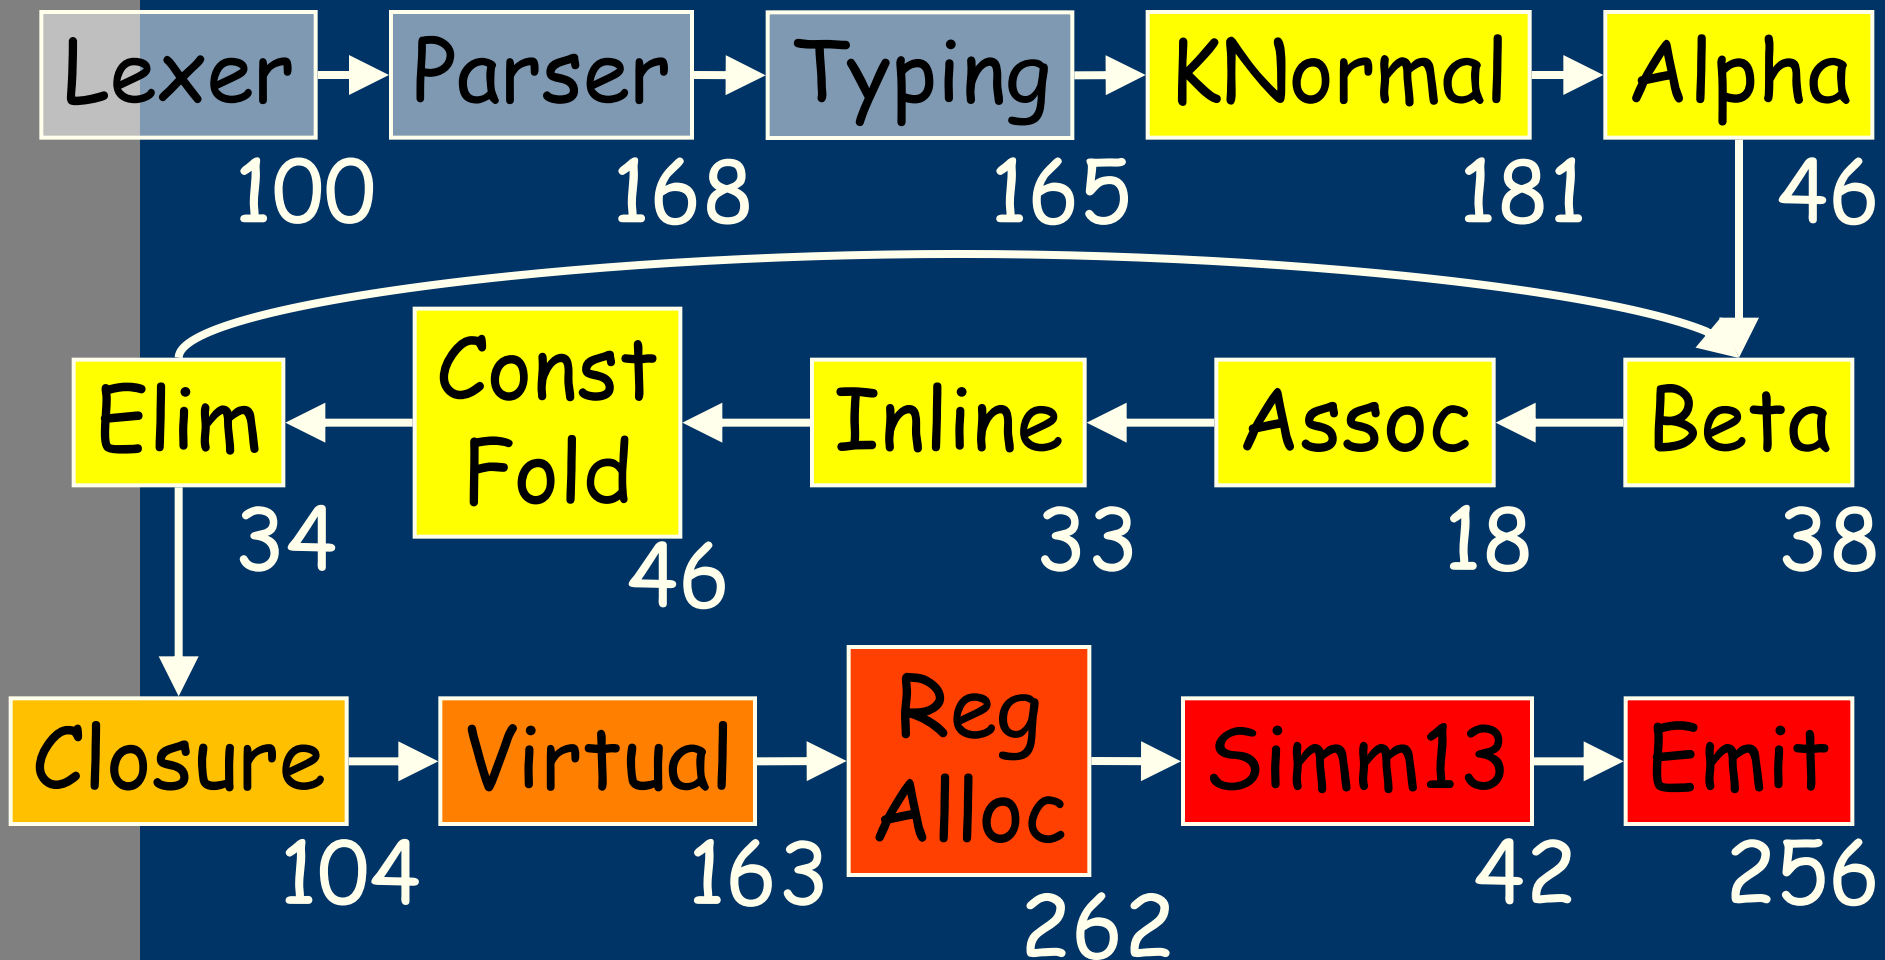 Lexer
Parser
Typing
KNormal
Alpha
100
168
165
181
46
Elim
Const
Fold
Inline
Assoc
Beta
34
46
33
18
38
Closure
Virtual
Reg
Alloc
Simm13
Emit
104
163
262
42
256